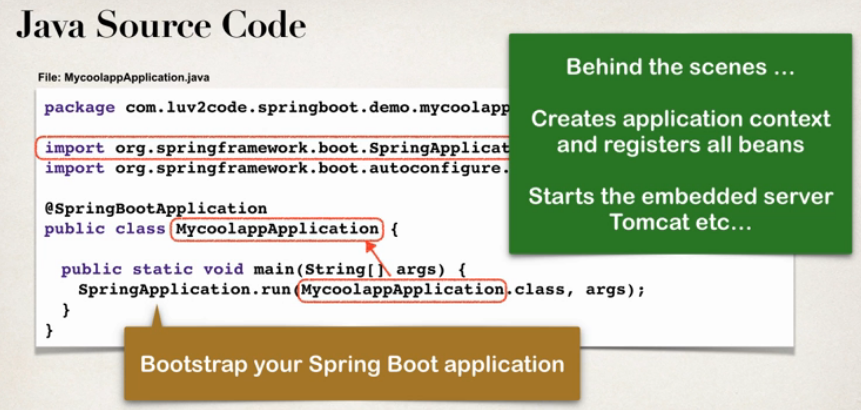 Java Source Code
File: MycoolappApplication.java
package com.luv2code.springboot.demo.mycoolapp
import org.springframework.boot.SpringApplicat
import org.springframework.boot.autoconfigure.
@SpringBootApplication
public class MycoolappApplication {
public static void main(String[] args) {
SpringApplication.run(MycoolappApplication.class, args);
}
}
Behind the scenes ...
Creates application context
and registers all beans
Starts the embedded server
Tomcat etc...
Bootstrap your Spring Boot application